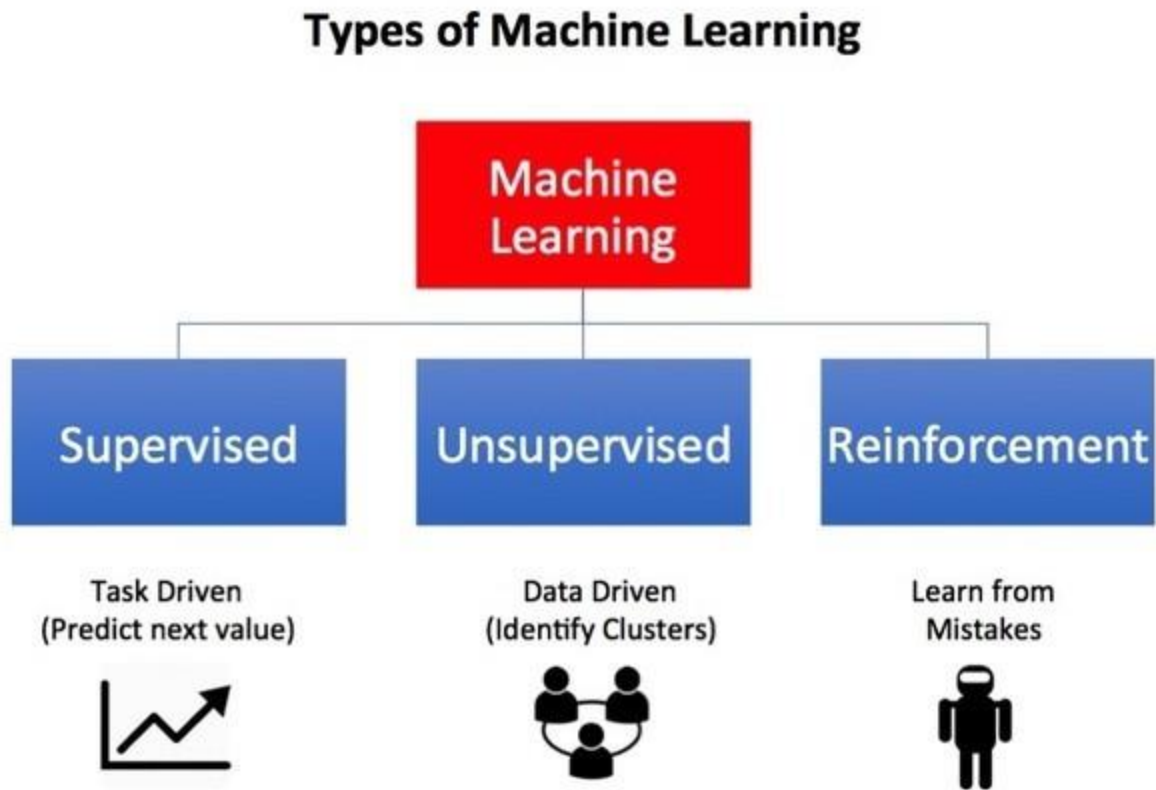 Types of Machine Learning
Machine
Learning
Supervised
Unsupervised
Reinforcement
Task Driven
(Predict next value)
Data Driven
(Identify Clusters)
Learn from
Mistakes